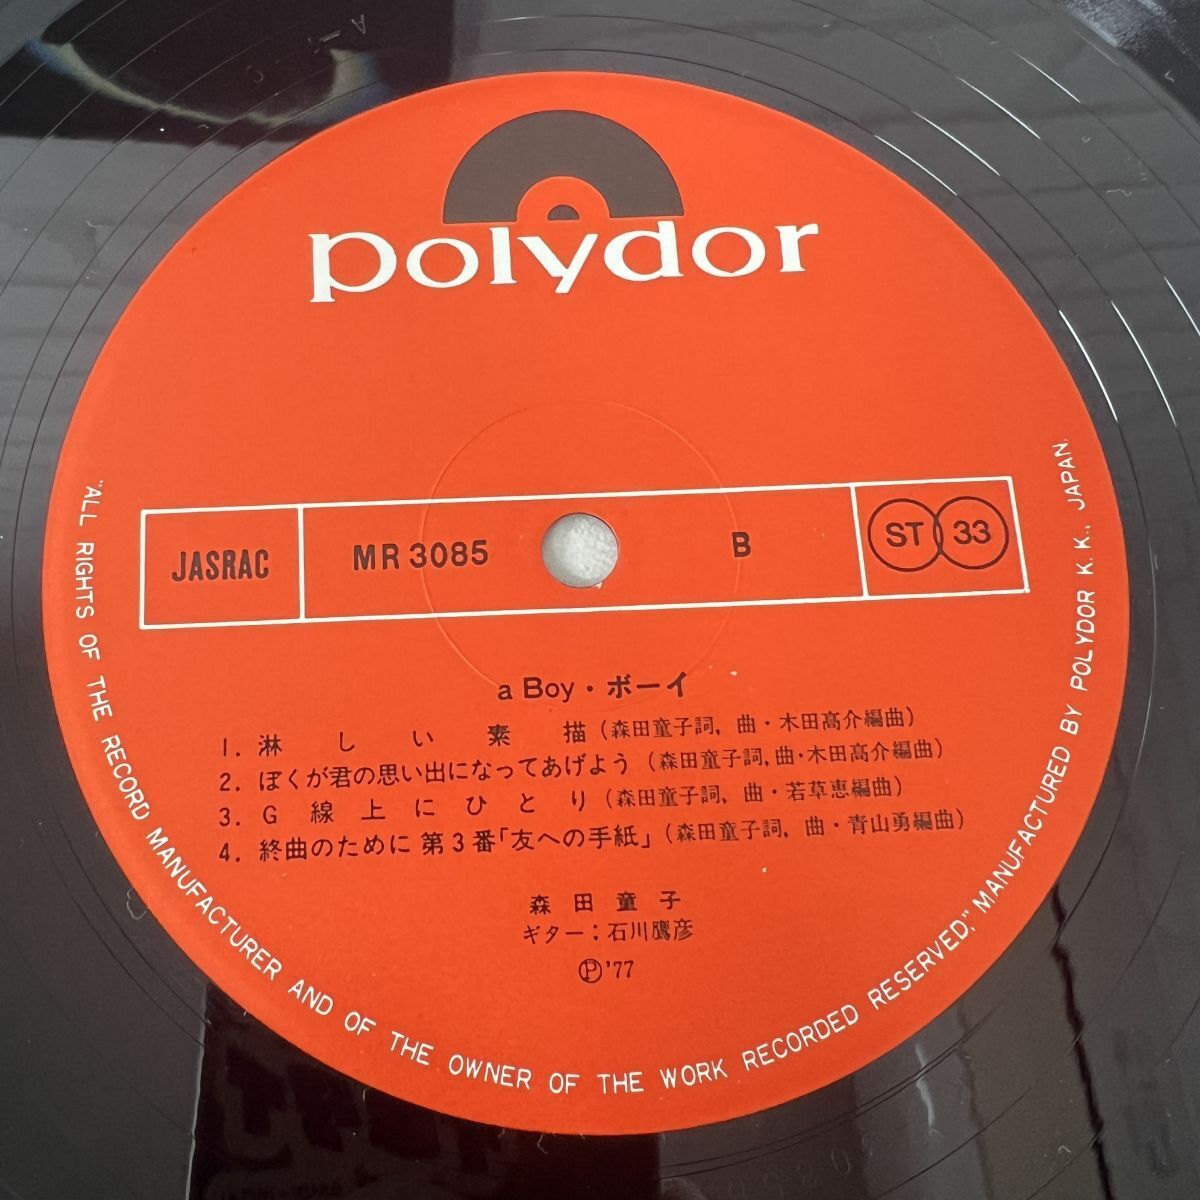 polydor
JASRAC
MR 3085
B
ST 33
a Boy・ボーイ
1. 淋しい素描（森田童子詞，曲・木田高介編曲）
2. ぼくが君の思い出になってあげよう（森田童子詞，曲・木田高介編曲）
3. G線上にひとり（森田童子詞，曲・若草恵編曲）
4. 終曲のために 第3番「友への手紙」（森田童子詞，曲・青山勇編曲）
森田童子
ギター：石川鷹彦
Ⓟ'77
"ALL RIGHTS OF THE RECORD MANUFACTURER AND OF THE OWNER OF THE WORK RECORDED RESERVED," MANUFACTURED BY POLYDOR K.K., JAPAN.